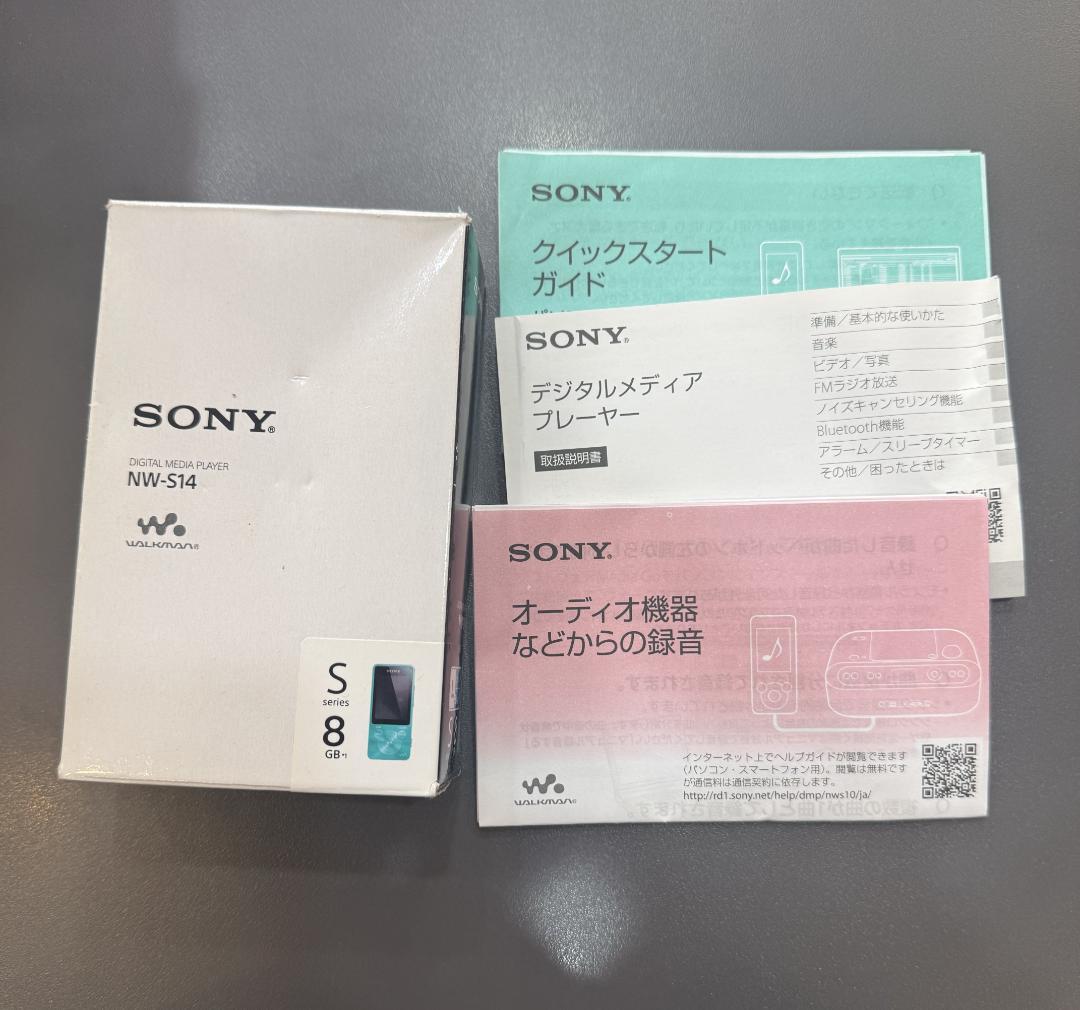 SONY®
DIGITAL MEDIA PLAYER
NW-S14
WALKMAN®
S
series
8
GB*1
SONY®
クイックスタート
ガイド
SONY®
デジタルメディア
プレーヤー
取扱説明書
準備／基本的な使いかた
音楽
ビデオ／写真
FMラジオ放送
ノイズキャンセリング機能
Bluetooth機能
アラーム／スリープタイマー
その他／困ったときは
SONY®
オーディオ機器
などからの録音
インターネット上でヘルプガイドが閲覧できます
（パソコン・スマートフォン用）。閲覧は無料です
が通信料は通信契約に依存します。
http://rd1.sony.net/help/dmp/nws10/ja/
WALKMAN®